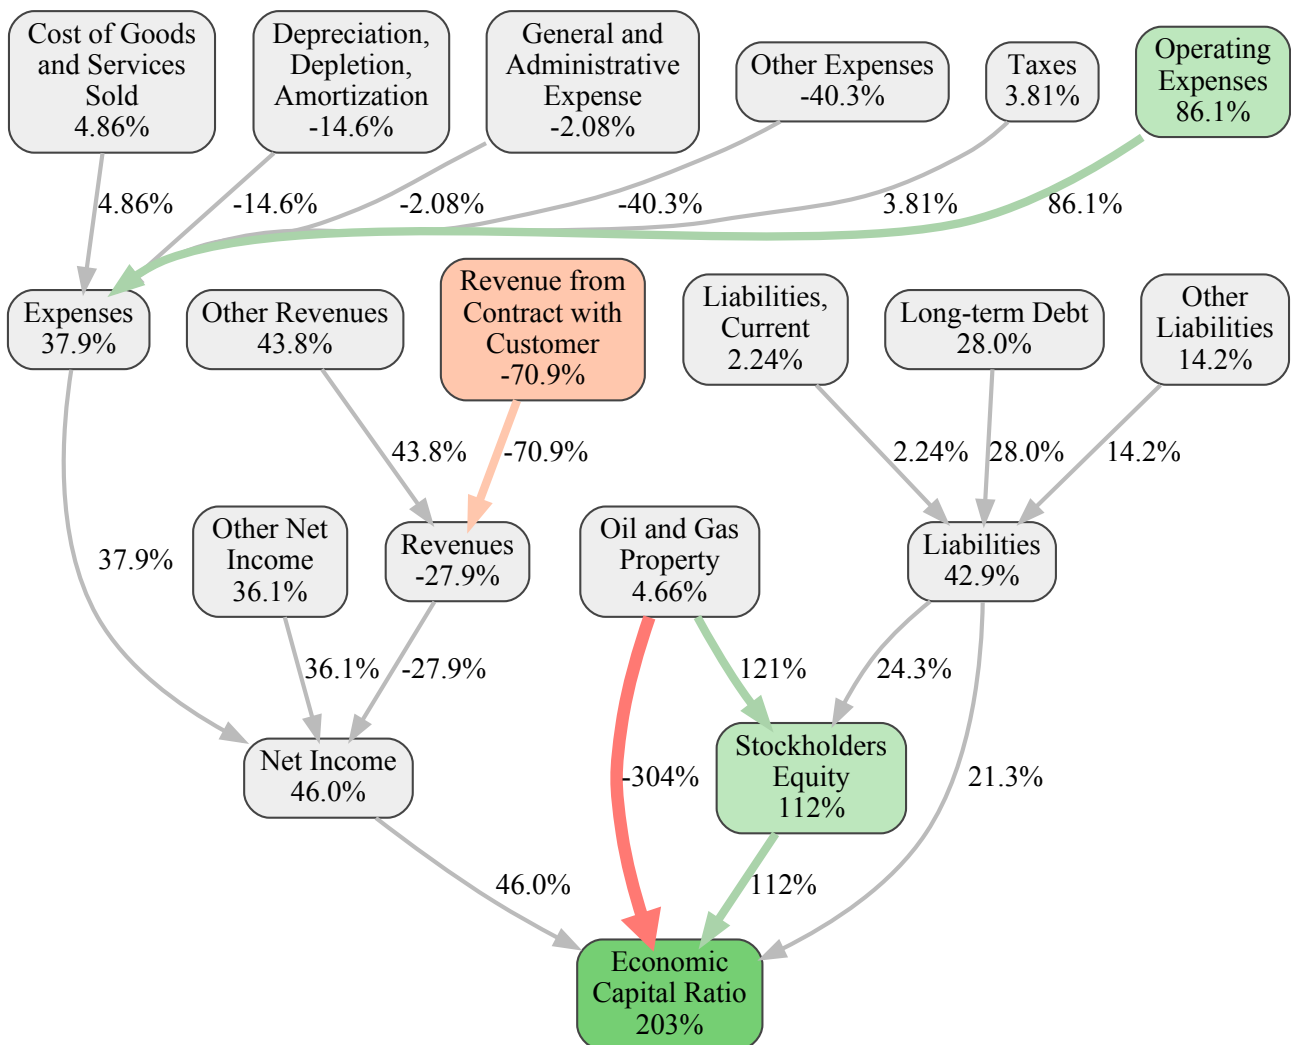 Cost of Goods
and Services
Sold
4.86%
Depreciation,
Depletion,
Amortization
-14.6%
General and
Administrative
Expense
-2.08%
Other Expenses
-40.3%
Taxes
3.81%
Operating
Expenses
86.1%
4.86%
-14.6%
-2.08%
-40.3%
3.81%
86.1%
Expenses
37.9%
Other Revenues
43.8%
Revenue from
Contract with
Customer
-70.9%
Liabilities,
Current
2.24%
Long-term Debt
28.0%
Other
Liabilities
14.2%
43.8%
-70.9%
2.24%
28.0%
14.2%
37.9%
Other Net
Income
36.1%
Revenues
-27.9%
Oil and Gas
Property
4.66%
Liabilities
42.9%
36.1%
-27.9%
121%
24.3%
Net Income
46.0%
-304%
Stockholders
Equity
112%
21.3%
46.0%
112%
Economic
Capital Ratio
203%